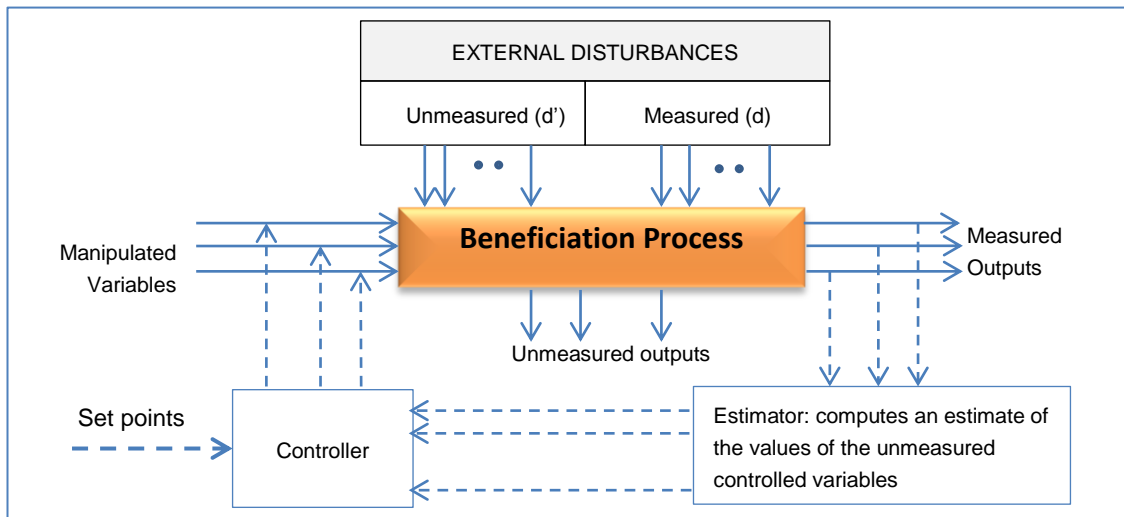 EXTERNAL DISTURBANCES
Unmeasured (d’)
Measured (d)
Beneficiation Process
Manipulated
Variables
Measured
Outputs
Unmeasured outputs
Set points
Controller
Estimator: computes an estimate of
the values of the unmeasured
controlled variables